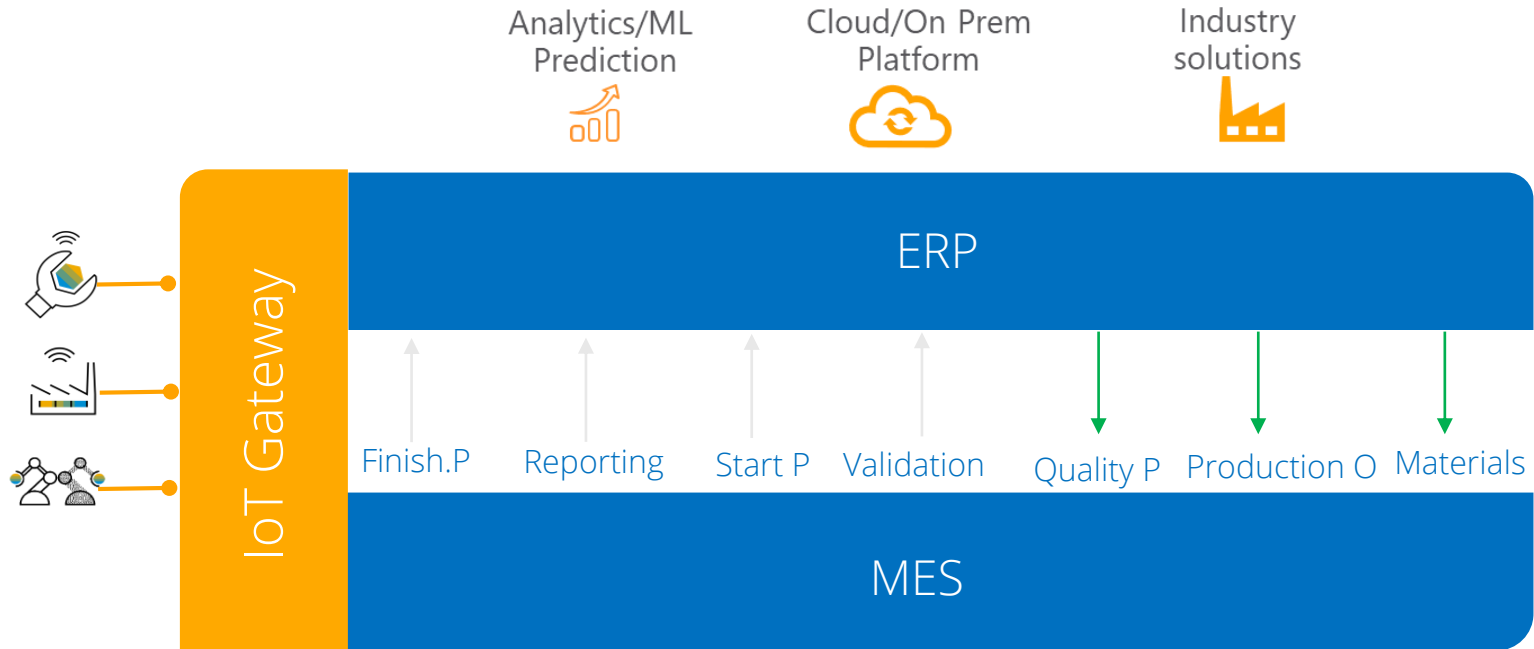 Analytics/ML
Prediction
Cloud/On Prem
Platform
Industry
solutions
ERP
IoT Gateway
Finish.P
Reporting
Start P
Validation
Quality P
Production O
Materials
MES